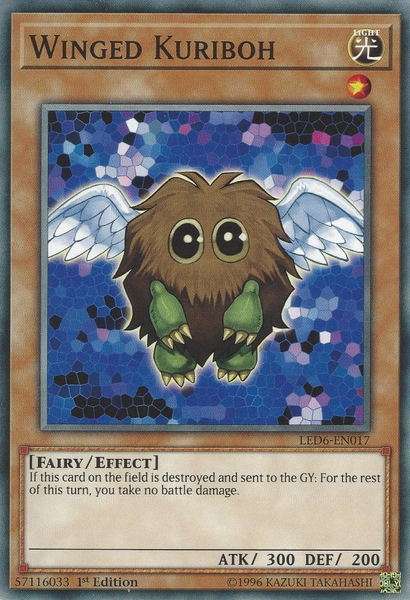 WINGED KURIBOH
LIGHT
光
LED6-EN017
[FAIRY/EFFECT]
If this card on the field is destroyed and sent to the GY: For the rest
of this turn, you take no battle damage.
ATK/ 300 DEF/ 200
57116033 1st Edition ©1996 KAZUKI TAKAHASHI